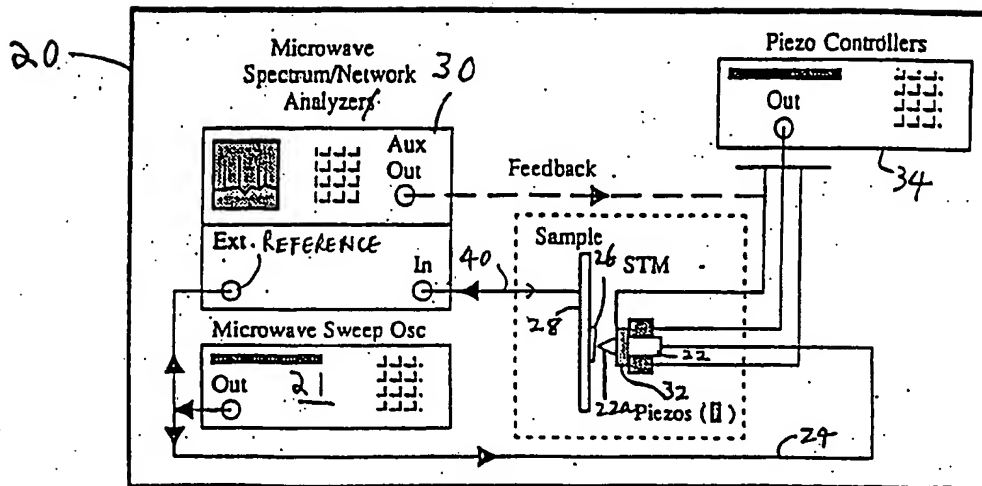 20
Microwave
Spectrum/Network
Analyzers
30
Aux
Out
Ext. REFERENCE
In
Microwave Sweep Osc
Out
21
Feedback
Piezo Controllers
Out
34
Sample
26
STM
40
28
22
32
22A
Piezos ( )
24